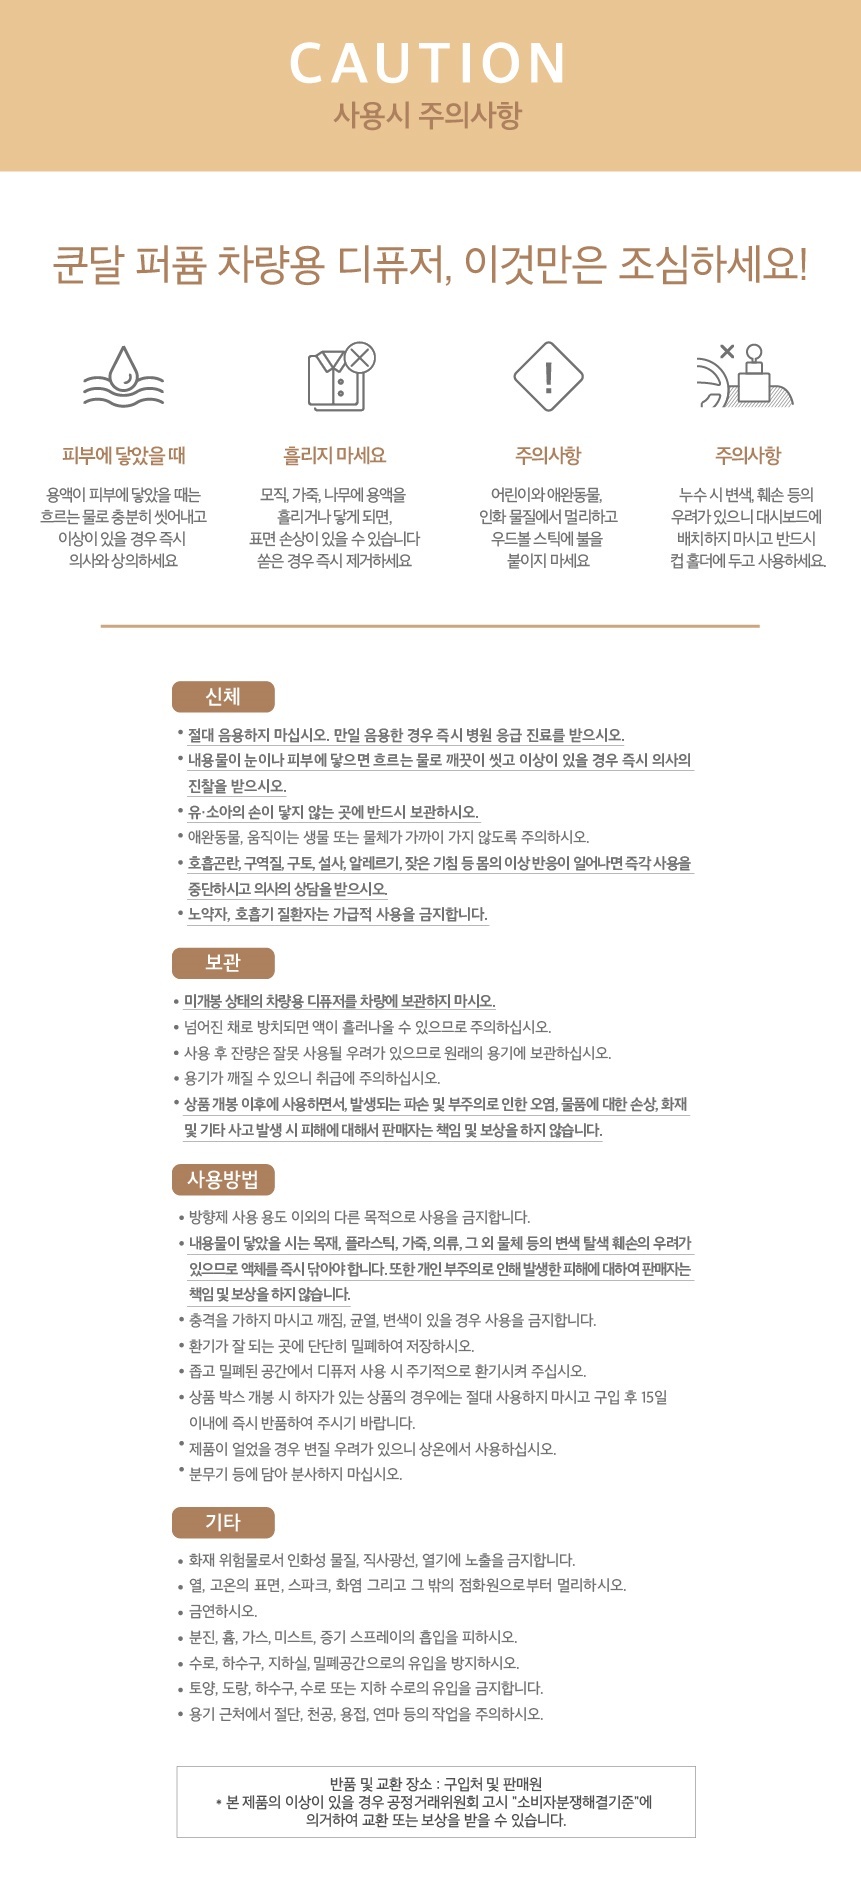 CAUTION
사용시 주의사항
쿤달 퍼퓸 차량용 디퓨저, 이것만은 조심하세요!
피부에 닿았을 때
용액이 피부에 닿았을 때는
흐르는 물로 충분히 씻어내고
이상이 있을 경우 즉시
의사와 상의하세요
흘리지 마세요
모직, 가죽, 나무에 용액을
흘리거나 닿게 되면,
표면 손상이 있을 수 있습니다
쏟은 경우 즉시 제거하세요
주의사항
어린이와 애완동물,
인화 물질에서 멀리하고
우드볼 스틱에 불을
붙이지 마세요
주의사항
누수 시 변색, 훼손 등의
우려가 있으니 대시보드에
배치하지 마시고 반드시
컵 홀더에 두고 사용하세요.
신체
• 절대 음용하지 마십시오. 만일 음용한 경우 즉시 병원 응급 진료를 받으시오.
• 내용물이 눈이나 피부에 닿으면 흐르는 물로 깨끗이 씻고 이상이 있을 경우 즉시 의사의
진찰을 받으시오.
• 유·소아의 손이 닿지 않는 곳에 반드시 보관하시오.
• 애완동물, 움직이는 생물 또는 물체가 가까이 가지 않도록 주의하시오.
• 호흡곤란, 구역질, 구토, 설사, 알레르기, 잦은 기침 등 몸의 이상 반응이 일어나면 즉각 사용을
중단하시고 의사의 상담을 받으시오.
• 노약자, 호흡기 질환자는 가급적 사용을 금지합니다.
보관
• 미개봉 상태의 차량용 디퓨저를 차량에 보관하지 마시오.
• 넘어진 채로 방치되면 액이 흘러나올 수 있으므로 주의하십시오.
• 사용 후 잔량은 잘못 사용될 우려가 있으므로 원래의 용기에 보관하십시오.
• 용기가 깨질 수 있으니 취급에 주의하십시오.
• 상품 개봉 이후에 사용하면서, 발생되는 파손 및 부주의로 인한 오염, 물품에 대한 손상, 화재
및 기타 사고 발생 시 피해에 대해서 판매자는 책임 및 보상을 하지 않습니다.
사용방법
• 방향제 사용 용도 이외의 다른 목적으로 사용을 금지합니다.
• 내용물이 닿았을 시는 목재, 플라스틱, 가죽, 의류, 그 외 물체 등의 변색 탈색 훼손의 우려가
있으므로 액체를 즉시 닦아야 합니다. 또한 개인 부주의로 인해 발생한 피해에 대하여 판매자는
책임 및 보상을 하지 않습니다.
• 충격을 가하지 마시고 깨짐, 균열, 변색이 있을 경우 사용을 금지합니다.
• 환기가 잘 되는 곳에 단단히 밀폐하여 저장하시오.
• 좁고 밀폐된 공간에서 디퓨저 사용 시 주기적으로 환기시켜 주십시오.
• 상품 박스 개봉 시 하자가 있는 상품의 경우에는 절대 사용하지 마시고 구입 후 15일
이내에 즉시 반품하여 주시기 바랍니다.
• 제품이 얼었을 경우 변질 우려가 있으니 상온에서 사용하십시오.
• 분무기 등에 담아 분사하지 마십시오.
기타
• 화재 위험물로서 인화성 물질, 직사광선, 열기에 노출을 금지합니다.
• 열, 고온의 표면, 스파크, 화염 그리고 그 밖의 점화원으로부터 멀리하시오.
• 금연하시오.
• 분진, 흄, 가스, 미스트, 증기 스프레이의 흡입을 피하시오.
• 수로, 하수구, 지하실, 밀폐공간으로의 유입을 방지하시오.
• 토양, 도랑, 하수구, 수로 또는 지하 수로의 유입을 금지합니다.
• 용기 근처에서 절단, 천공, 용접, 연마 등의 작업을 주의하시오.
반품 및 교환 장소 : 구입처 및 판매원
* 본 제품의 이상이 있을 경우 공정거래위원회 고시 "소비자분쟁해결기준"에
의거하여 교환 또는 보상을 받을 수 있습니다.